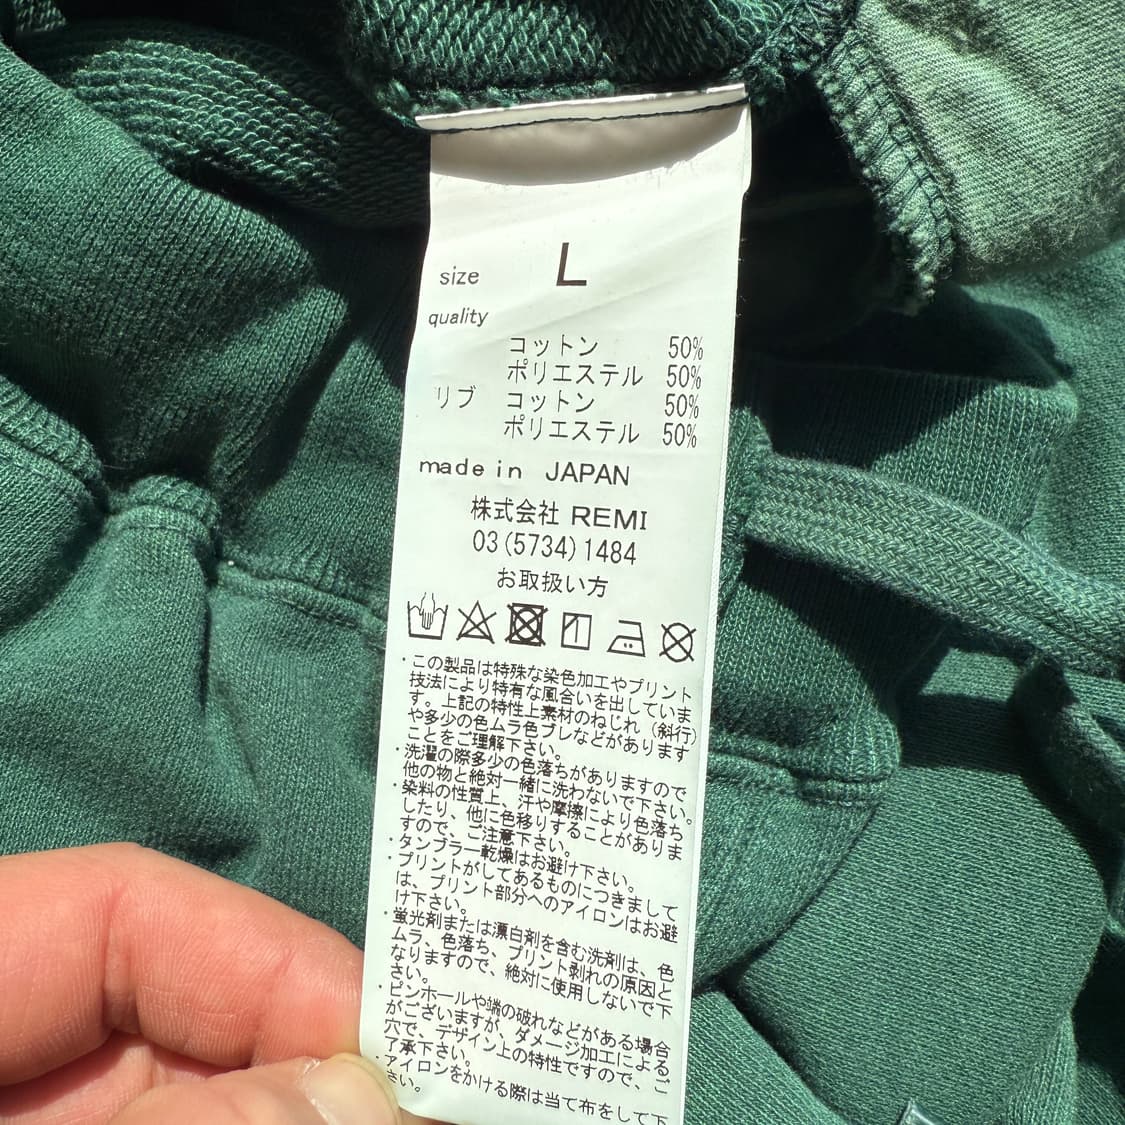 size L
quality
コットン 50%
ポリエステル 50%
リブ コットン 50%
ポリエステル 50%
made in JAPAN
株式会社 REMI
03(5734)1484
お取扱い方
・この製品は特殊な染色加工やプリント
技法により特有な風合いを出していま
す。上記の特性上素材のねじれ（斜行）
や多少の色ムラ色ブレなどがあります
ことをご理解下さい。
・洗濯の際多少の色落ちがありますので
他の物と絶対一緒に洗わないで下さい。
・染料の性質上、汗や摩擦により色落ち
したり、他に色移りすることがありま
すので、ご注意下さい。
・タンブラー乾燥はお避け下さい。
・プリントがしてあるものにつきまして
は、プリント部分へのアイロンはお避
け下さい。
・蛍光剤または漂白剤を含む洗剤は、色
ムラ、色落ち、プリント剥れの原因と
なりますので、絶対に使用しないで下
さい。
・ピンホールや端の破れなどがある場合
がございますが、ダメージ加工による
穴で、デザイン上の特性ですので、ご
了承下さい。
・アイロンをかける際は当て布をして下
さい。